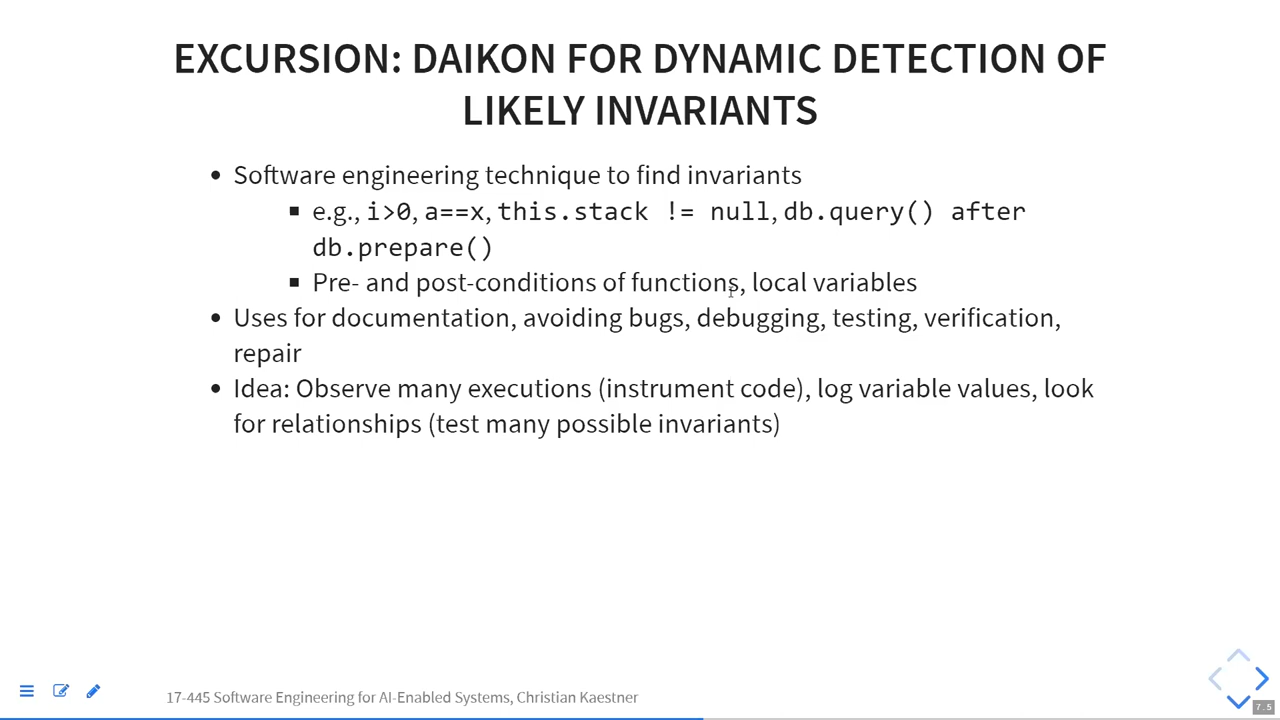 EXCURSION: DAIKON FOR DYNAMIC DETECTION OF
LIKELY INVARIANTS
• Software engineering technique to find invariants
▪ e.g., i>0, a==x, this.stack != null, db.query() after
db.prepare()
▪ Pre- and post-conditions of functions, local variables
• Uses for documentation, avoiding bugs, debugging, testing, verification,
repair
• Idea: Observe many executions (instrument code), log variable values, look
for relationships (test many possible invariants)
17-445 Software Engineering for AI-Enabled Systems, Christian Kaestner
7.5